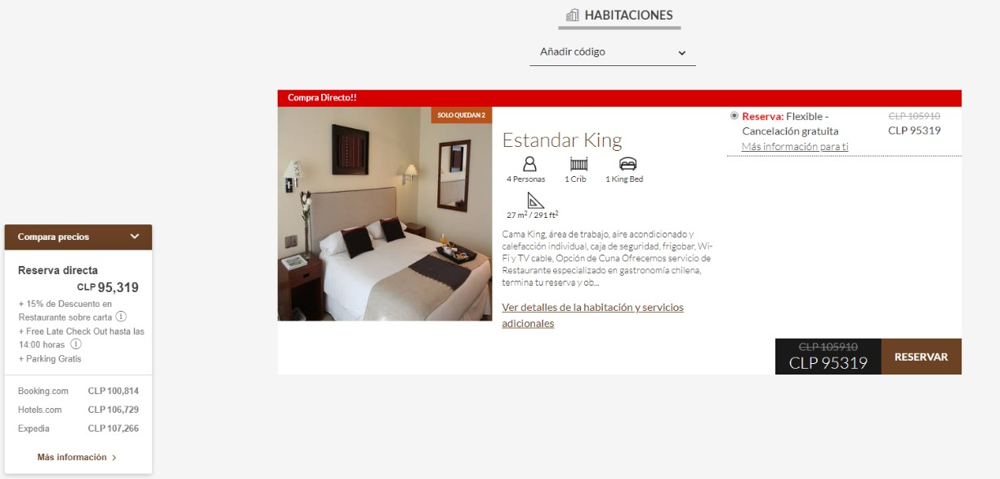 HABITACIONES
Añadir código
Compra Directo!!
SOLO QUEDAN 2
Estandar King
4 Personas
1 Crib
1 King Bed
27 m² / 291 ft²
Cama King, área de trabajo, aire acondicionado y
calefacción individual, caja de seguridad, frigobar, Wi-
Fi y TV cable, Opción de Cuna Ofrecemos servicio de
Restaurante especializado en gastronomía chilena,
termina tu reserva y ob...
Ver detalles de la habitación y servicios
adicionales
Reserva: Flexible -
Cancelación gratuita
Más información para ti
CLP 105910
CLP 95319
CLP 105910
CLP 95319
RESERVAR
Compara precios
Reserva directa
CLP 95,319
+ 15% de Descuento en
Restaurante sobre carta
+ Free Late Check Out hasta las
14:00 horas
+ Parking Gratis
Booking.com CLP 100,814
Hotels.com CLP 106,729
Expedia CLP 107,266
Más información >